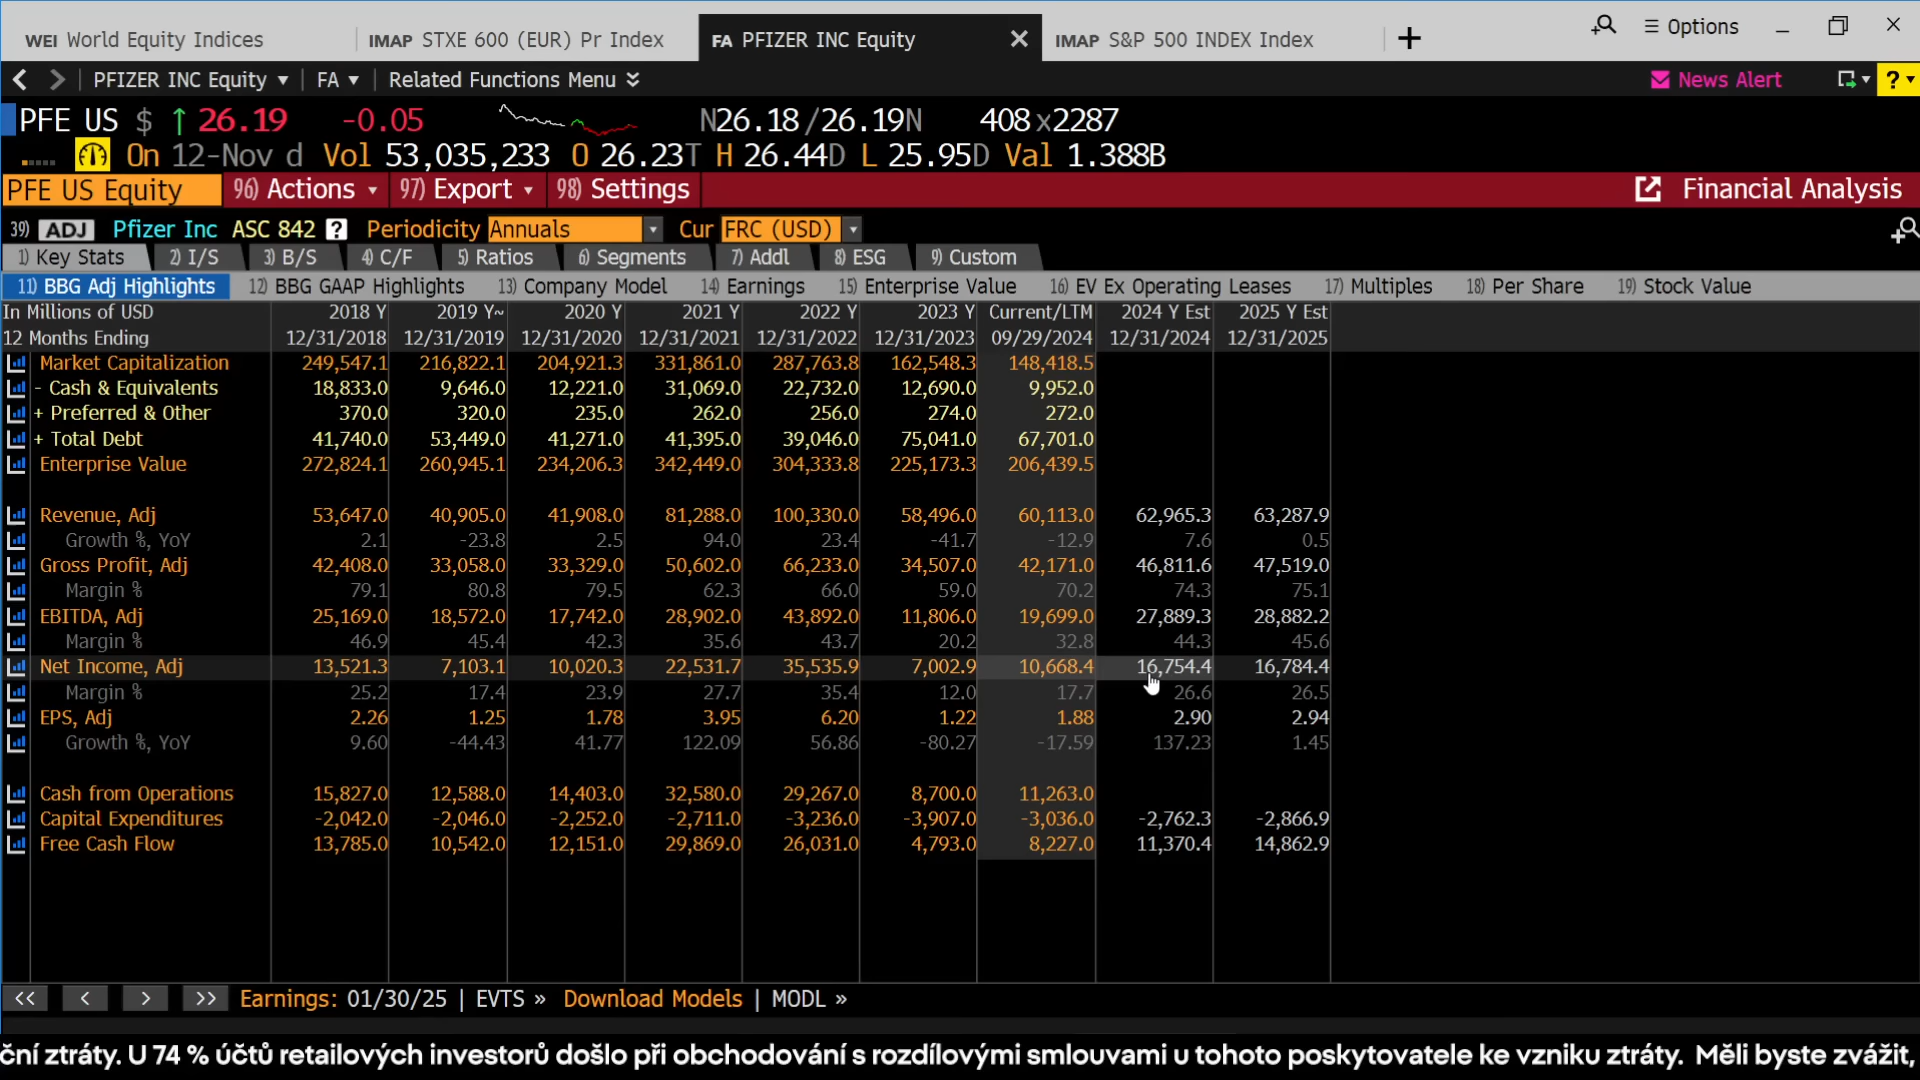 WEI World Equity Indices IMAP STXE 600 (EUR) Pr Index FA PFIZER INC Equity IMAP S&P 500 INDEX Index Options
PFIZER INC Equity FA Related Functions Menu News Alert ?
PFE US $ ↑ 26.19 -0.05 N26.18/26.19N 408x2287
On 12-Nov d Vol 53,035,233 O 26.23T H 26.44D L 25.95D Val 1.388B
PFE US Equity 96) Actions 97) Export 98) Settings Financial Analysis
39) ADJ Pfizer Inc ASC 842 ? Periodicity Annuals Cur FRC (USD)
1) Key Stats 2) I/S 3) B/S 4) C/F 5) Ratios 6) Segments 7) Addl 8) ESG 9) Custom
11) BBG Adj Highlights 12) BBG GAAP Highlights 13) Company Model 14) Earnings 15) Enterprise Value 16) EV Ex Operating Leases 17) Multiples 18) Per Share 19) Stock Value
In Millions of USD 2018 Y 2019 Y~ 2020 Y 2021 Y 2022 Y 2023 Y Current/LTM 2024 Y Est 2025 Y Est
12 Months Ending 12/31/2018 12/31/2019 12/31/2020 12/31/2021 12/31/2022 12/31/2023 09/29/2024 12/31/2024 12/31/2025
Market Capitalization 249,547.1 216,822.1 204,921.3 331,861.0 287,763.8 162,548.3 148,418.5
- Cash & Equivalents 18,833.0 9,646.0 12,221.0 31,069.0 22,732.0 12,690.0 9,952.0
+ Preferred & Other 370.0 320.0 235.0 262.0 256.0 274.0 272.0
+ Total Debt 41,740.0 53,449.0 41,271.0 41,395.0 39,046.0 75,041.0 67,701.0
Enterprise Value 272,824.1 260,945.1 234,206.3 342,449.0 304,333.8 225,173.3 206,439.5
Revenue, Adj 53,647.0 40,905.0 41,908.0 81,288.0 100,330.0 58,496.0 60,113.0 62,965.3 63,287.9
Growth %, YoY 2.1 -23.8 2.5 94.0 23.4 -41.7 -12.9 7.6 0.5
Gross Profit, Adj 42,408.0 33,058.0 33,329.0 50,602.0 66,233.0 34,507.0 42,171.0 46,811.6 47,519.0
Margin % 79.1 80.8 79.5 62.3 66.0 59.0 70.2 74.3 75.1
EBITDA, Adj 25,169.0 18,572.0 17,742.0 28,902.0 43,892.0 11,806.0 19,699.0 27,889.3 28,882.2
Margin % 46.9 45.4 42.3 35.6 43.7 20.2 32.8 44.3 45.6
Net Income, Adj 13,521.3 7,103.1 10,020.3 22,531.7 35,535.9 7,002.9 10,668.4 16,754.4 16,784.4
Margin % 25.2 17.4 23.9 27.7 35.4 12.0 17.7 26.6 26.5
EPS, Adj 2.26 1.25 1.78 3.95 6.20 1.22 1.88 2.90 2.94
Growth %, YoY 9.60 -44.43 41.77 122.09 56.86 -80.27 -17.59 137.23 1.45
Cash from Operations 15,827.0 12,588.0 14,403.0 32,580.0 29,267.0 8,700.0 11,263.0
Capital Expenditures -2,042.0 -2,046.0 -2,252.0 -2,711.0 -3,236.0 -3,907.0 -3,036.0 -2,762.3 -2,866.9
Free Cash Flow 13,785.0 10,542.0 12,151.0 29,869.0 26,031.0 4,793.0 8,227.0 11,370.4 14,862.9
<< < > >> Earnings: 01/30/25 | EVTS » Download Models | MODL »
ční ztráty. U 74 % účtů retailových investorů došlo při obchodování s rozdílovými smlouvami u tohoto poskytovatele ke vzniku ztráty. Měli byste zvážit,